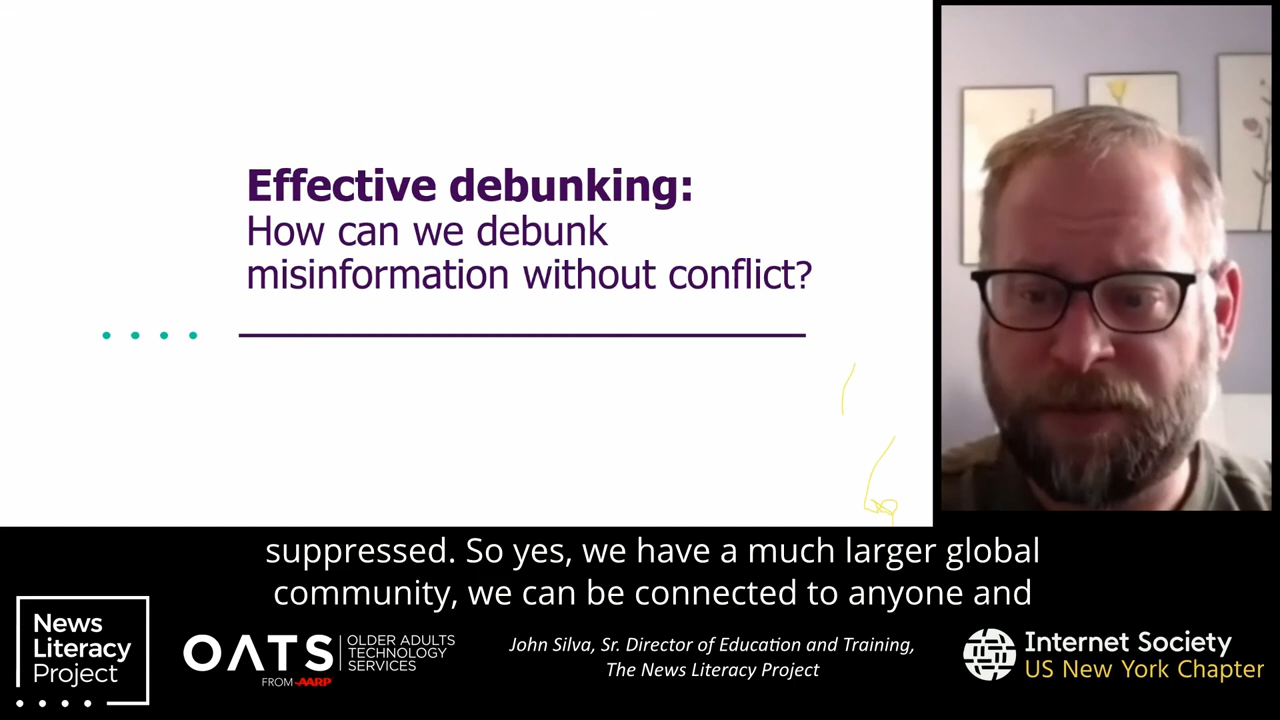 Effective debunking:
How can we debunk
misinformation without conflict?
suppressed. So yes, we have a much larger global
community, we can be connected to anyone and
News
Literacy
Project
OATS
OLDER ADULTS
TECHNOLOGY
SERVICES
FROM AARP
John Silva, Sr. Director of Education and Training,
The News Literacy Project
Internet Society
US New York Chapter